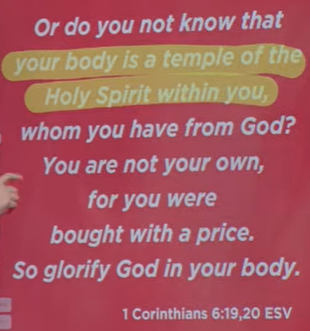 Or do you not know that
your body is a temple of the
Holy Spirit within you,
whom you have from God?
You are not your own,
for you were
bought with a price.
So glorify God in your body.
1 Corinthians 6:19,20 ESV